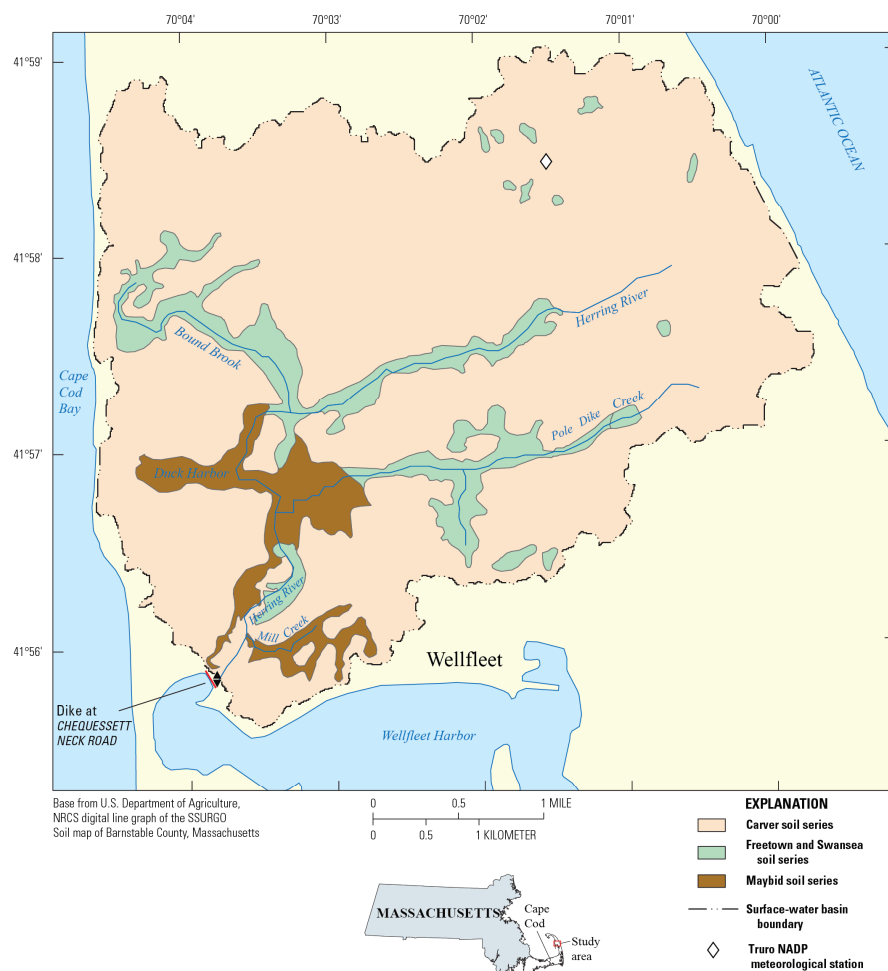 70°04'
70°03'
70°02'
70°01'
70°00'
41°59'
41°58'
41°57'
41°56'
ATLANTIC OCEAN
Herring River
Bound Brook
Cape
Cod
Bay
Pole Dike Creek
Duck Harbor
Herring River
Mill Creek
Wellfleet
Dike at
CHEQUESSETT
NECK ROAD
Wellfleet Harbor
Base from U.S. Department of Agriculture,
NRCS digital line graph of the SSURGO
Soil map of Barnstable County, Massachusetts
0 0.5 1 MILE
0 0.5 1 KILOMETER
EXPLANATION
Carver soil series
Freetown and Swansea
soil series
Maybid soil series
Surface-water basin
boundary
Truro NADP
meteorological station
MASSACHUSETTS
Cape
Cod
Study
area